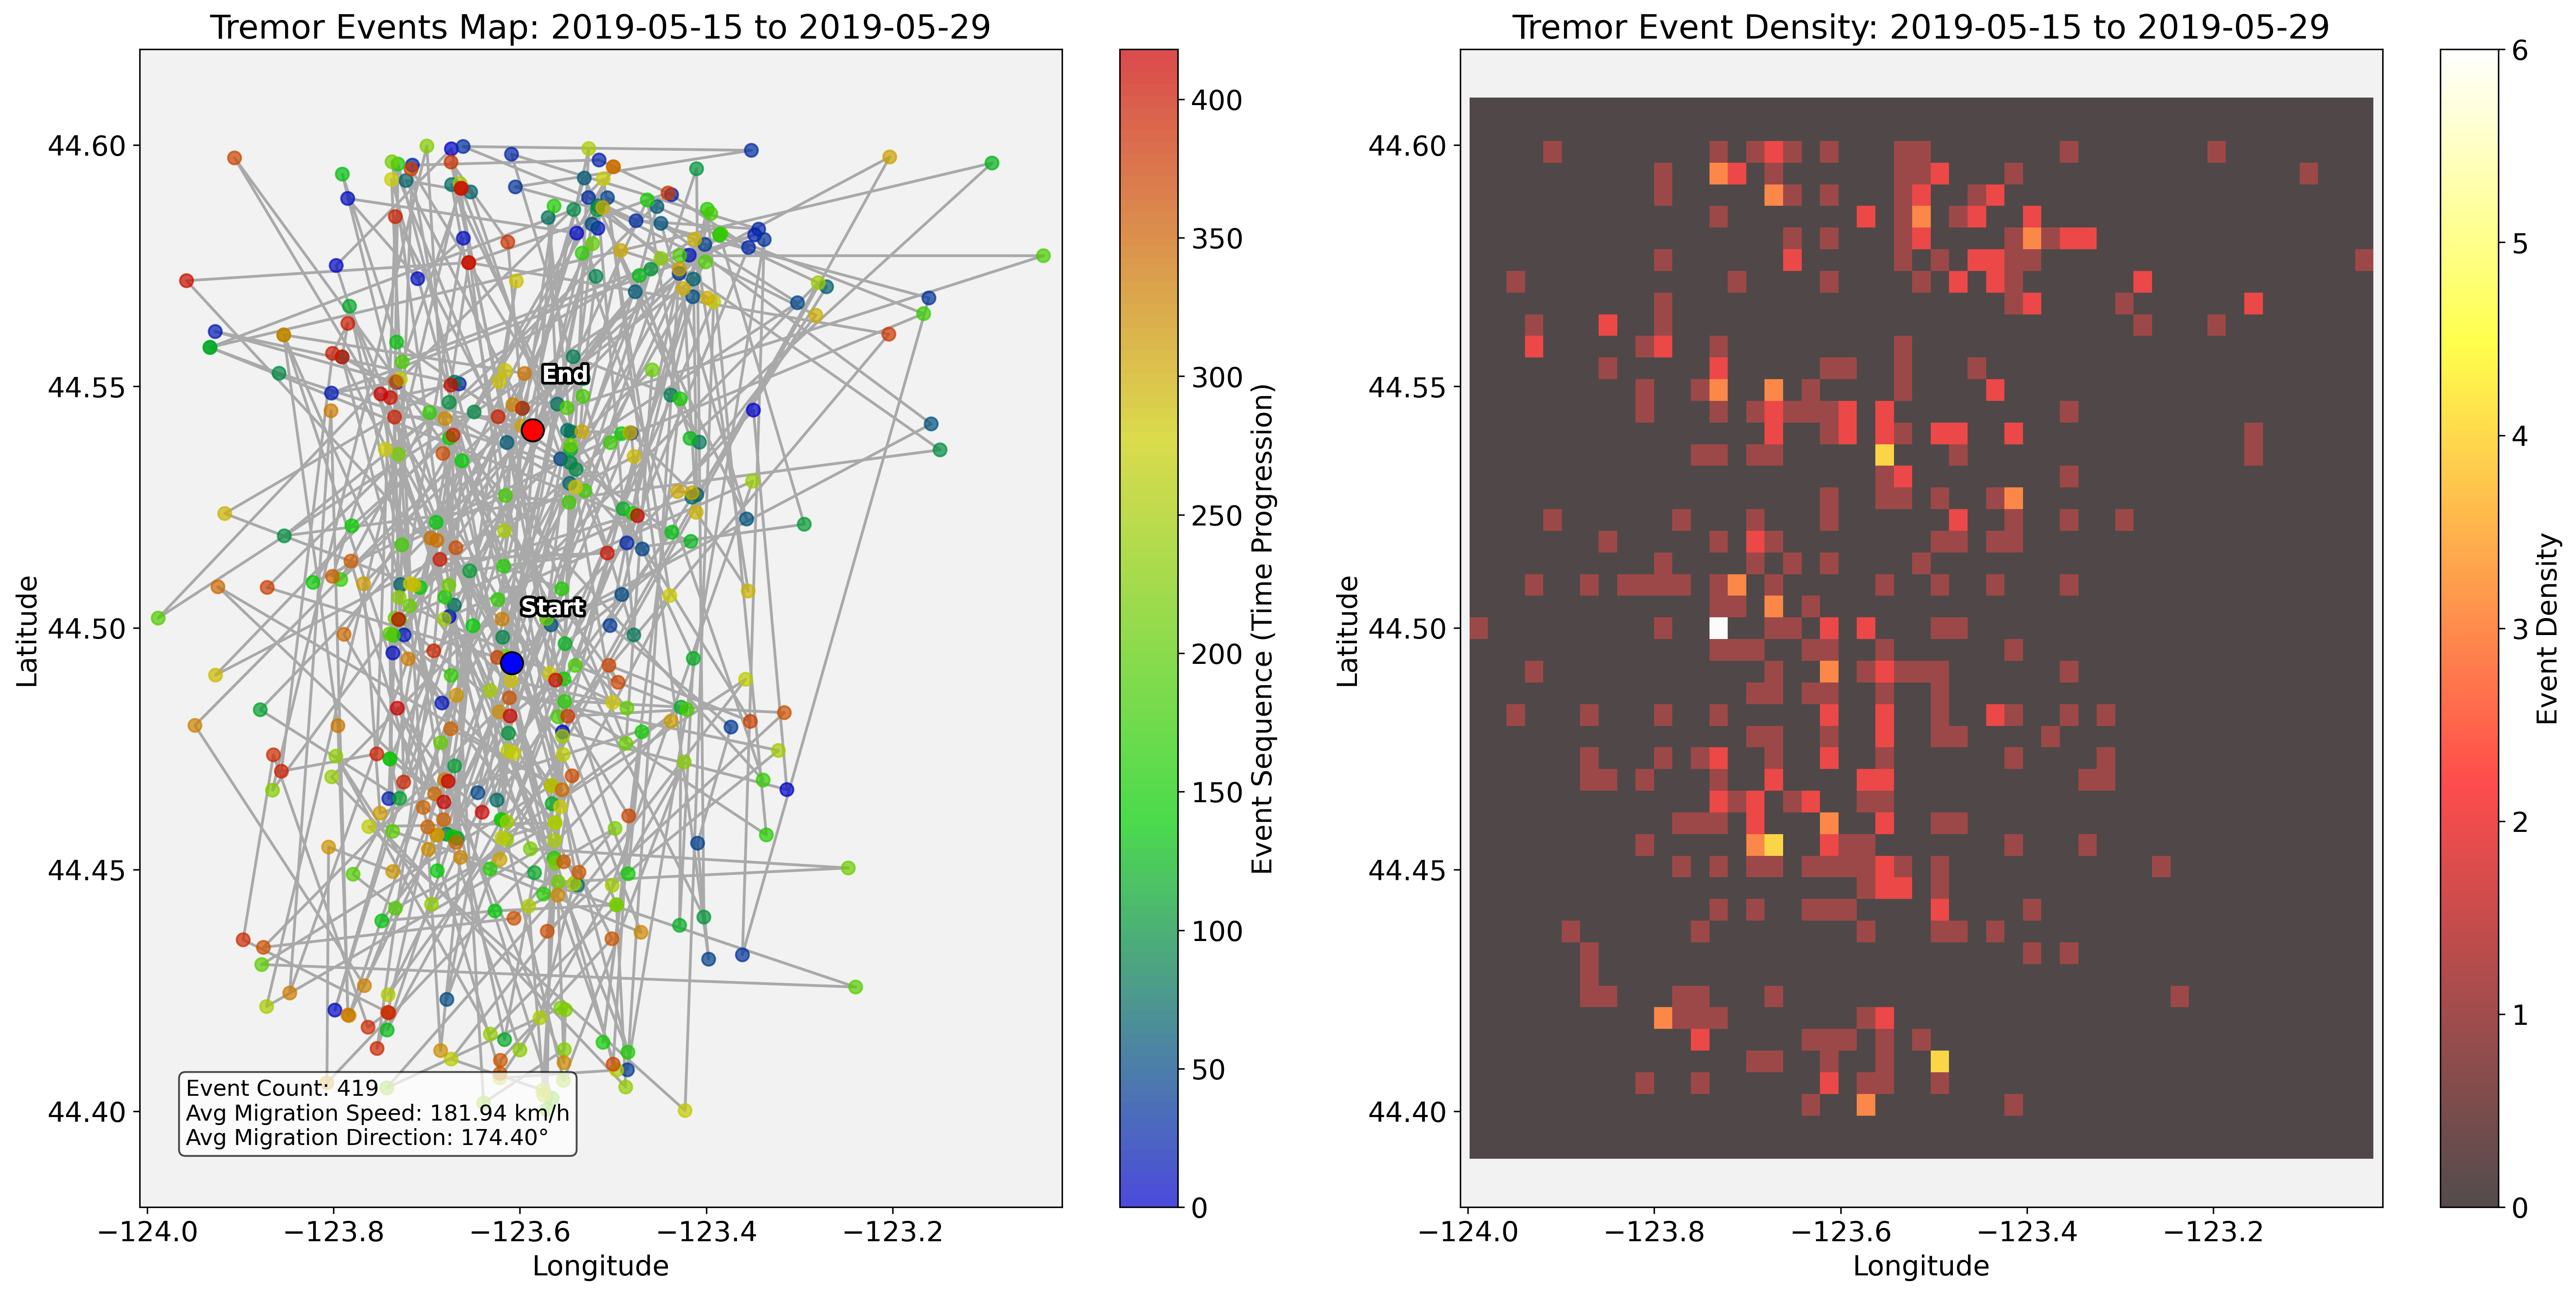 Tremor Events Map: 2019-05-15 to 2019-05-29
44.60
44.55
44.50
44.45
44.40
Latitude
End
Start
Event Count: 419
Avg Migration Speed: 181.94 km/h
Avg Migration Direction: 174.40°
−124.0
−123.8
−123.6
−123.4
−123.2
Longitude
400
350
300
250
200
150
100
50
0
Event Sequence (Time Progression)
Tremor Event Density: 2019-05-15 to 2019-05-29
44.60
44.55
44.50
44.45
44.40
Latitude
−124.0
−123.8
−123.6
−123.4
−123.2
Longitude
6
5
4
3
2
1
0
Event Density